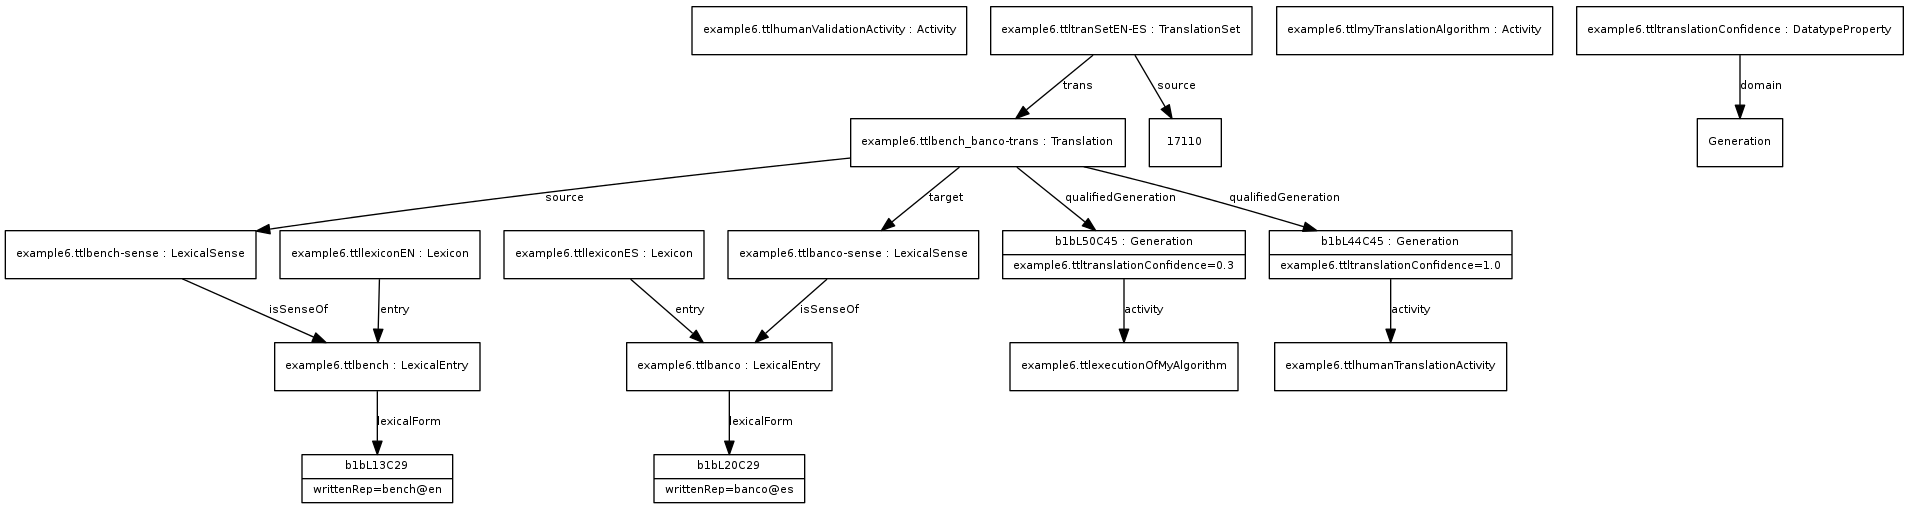 example6.ttlhumanValidationActivity : Activity
example6.ttltranSetEN-ES : TranslationSet
example6.ttlmyTranslationAlgorithm : Activity
example6.ttltranslationConfidence : DatatypeProperty
trans
source
domain
example6.ttlbench_banco-trans : Translation
17110
Generation
source
target
qualifiedGeneration
qualifiedGeneration
example6.ttlbench-sense : LexicalSense
example6.ttllexiconEN : Lexicon
example6.ttllexiconES : Lexicon
example6.ttlbanco-sense : LexicalSense
b1bL50C45 : Generation
example6.ttltranslationConfidence=0.3
b1bL44C45 : Generation
example6.ttltranslationConfidence=1.0
isSenseOf
entry
entry
isSenseOf
activity
activity
example6.ttlbench : LexicalEntry
example6.ttlbanco : LexicalEntry
example6.ttlexecutionOfMyAlgorithm
example6.ttlhumanTranslationActivity
lexicalForm
lexicalForm
b1bL13C29
writtenRep=bench@en
b1bL20C29
writtenRep=banco@es